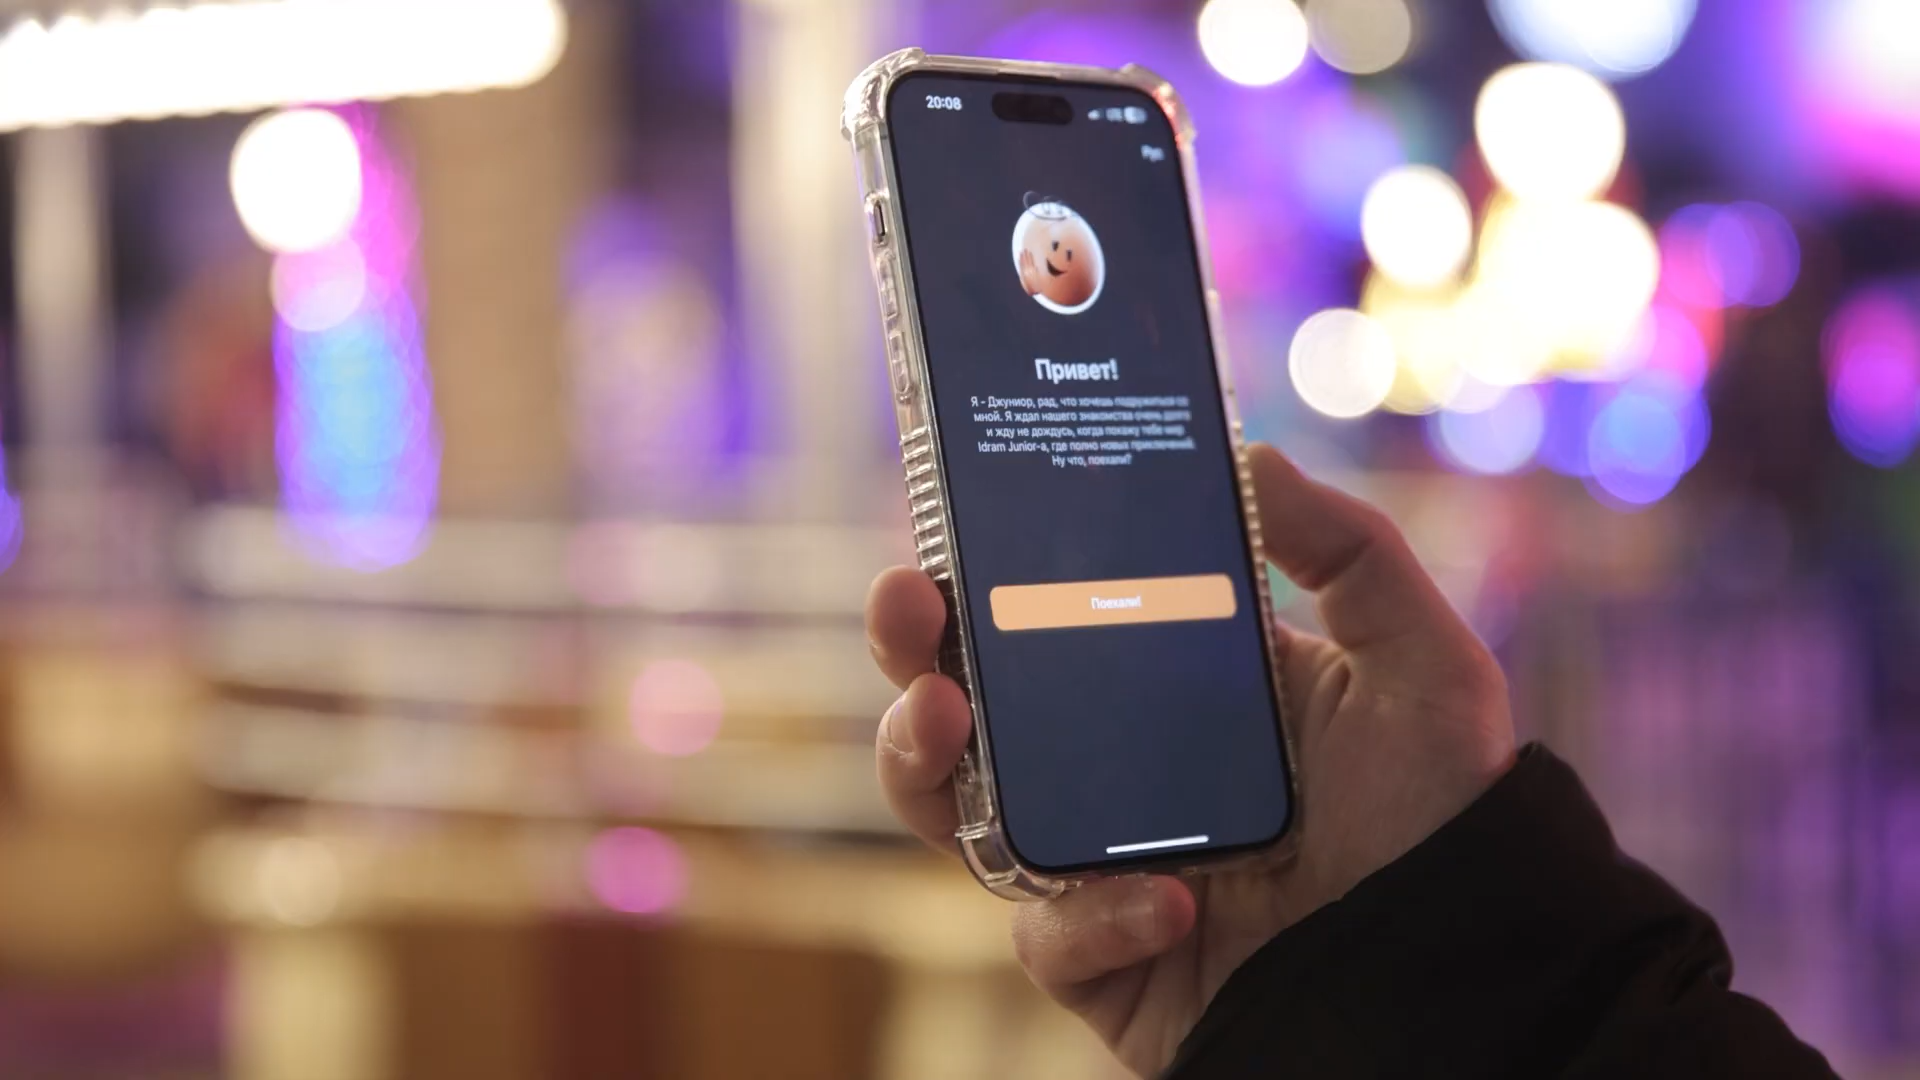 20:08
Рус
Привет!
Я - Джуниор, рад, что хочешь подружиться со
мной. Я ждал нашего знакомства очень долго
и жду не дождусь, когда покажу тебе мир
Idram Junior-а, где полно новых приключений.
Ну что, поехали?
Поехали!